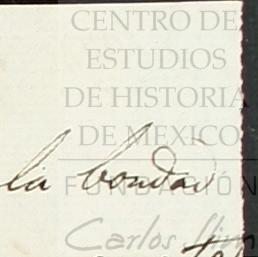 CENTRO DE
ESTUDIOS
DE HISTORIA
DE MEXICO
la bondad
FUNDACIÓN
Carlos